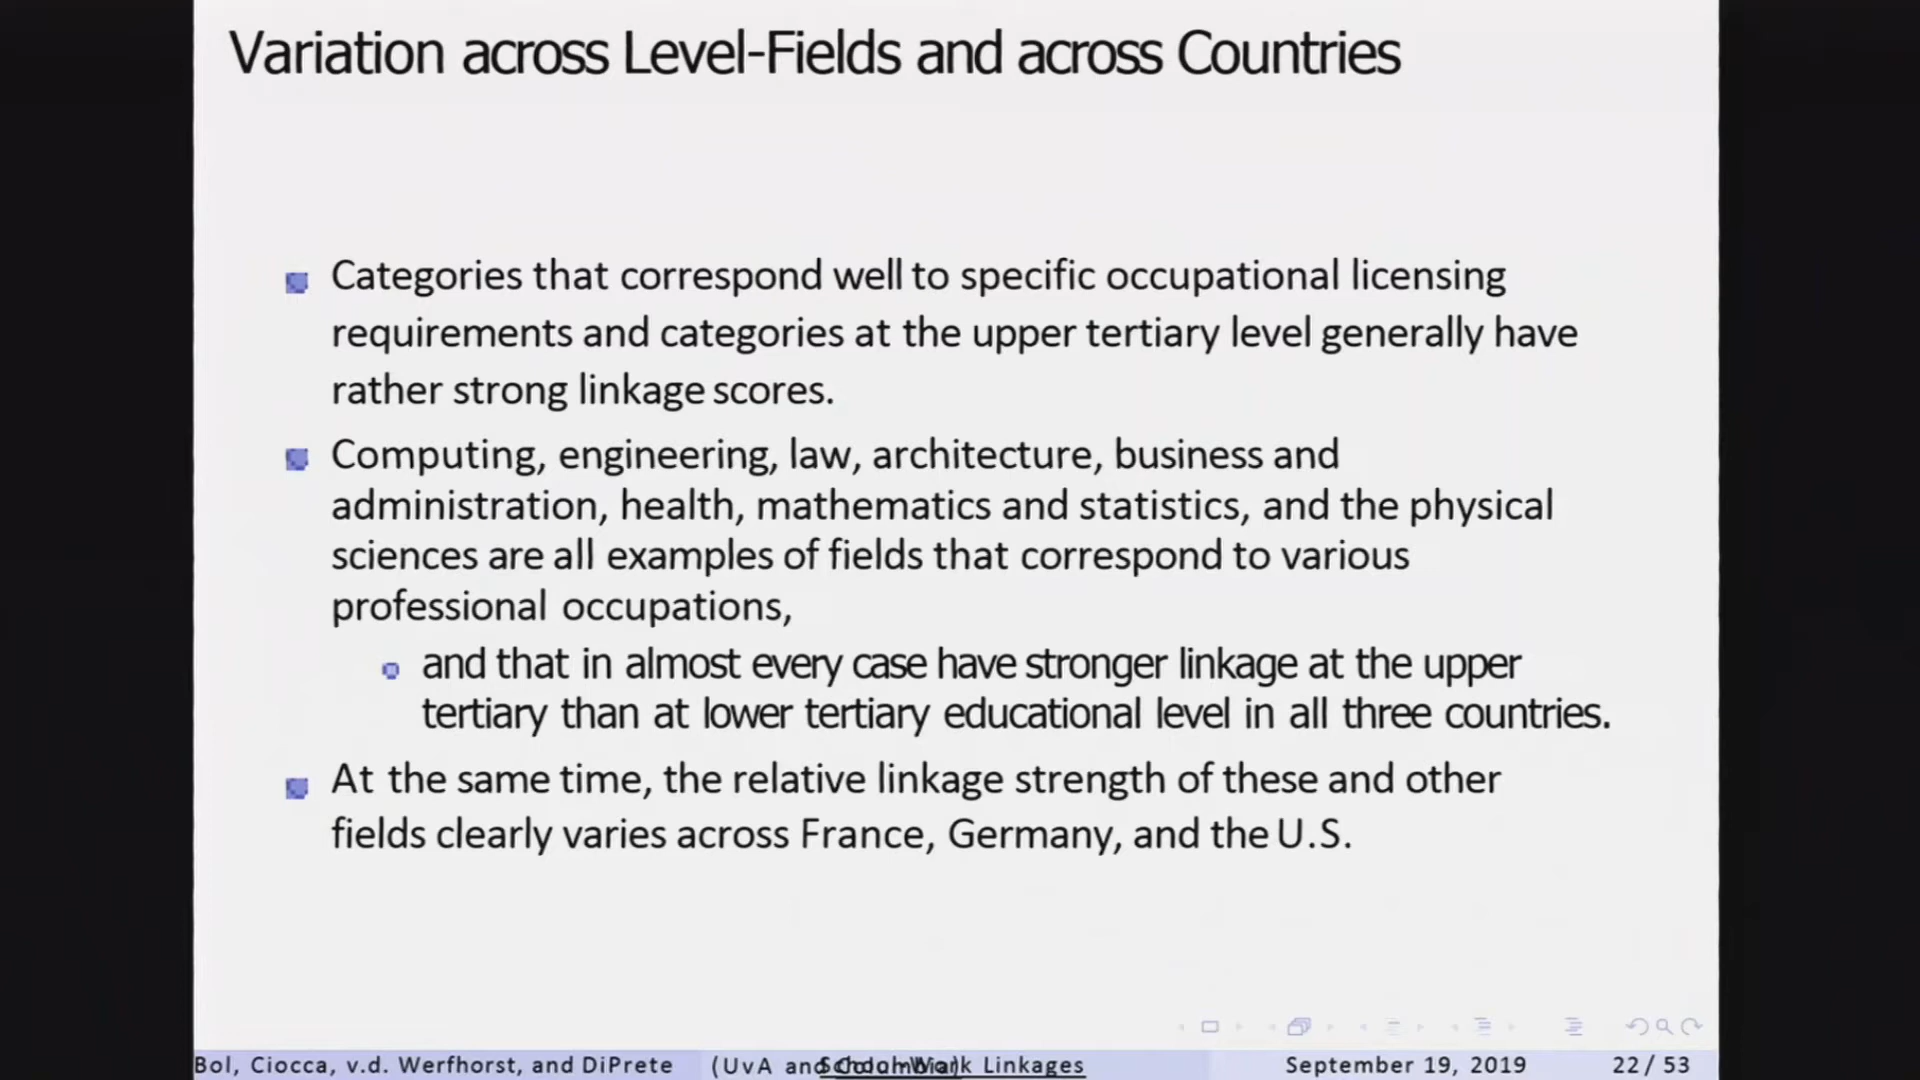 Variation across Level-Fields and across Countries
Categories that correspond well to specific occupational licensing
requirements and categories at the upper tertiary level generally have
rather strong linkage scores.
Computing, engineering, law, architecture, business and
administration, health, mathematics and statistics, and the physical
sciences are all examples of fields that correspond to various
professional occupations,
and that in almost every case have stronger linkage at the upper
tertiary than at lower tertiary educational level in all three countries.
At the same time, the relative linkage strength of these and other
fields clearly varies across France, Germany, and the U.S.
Bol, Ciocca, v.d. Werfhorst, and DiPrete (UvA and Linkages September 19, 2019 22 / 53